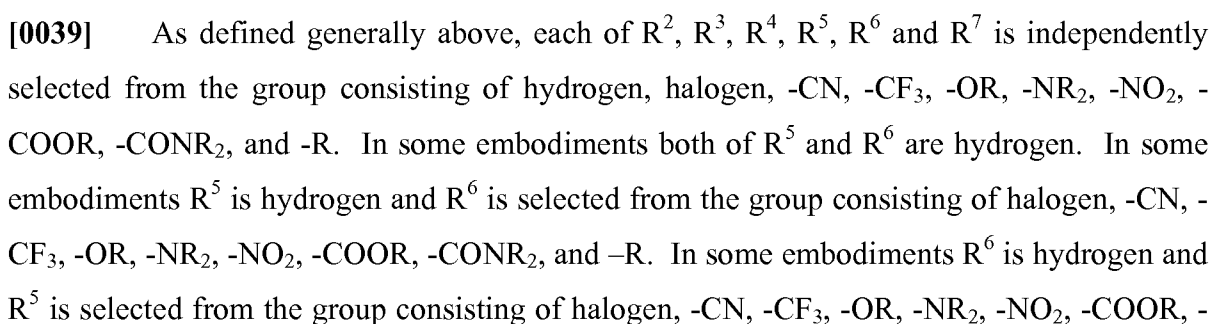 [0039] As defined generally above, each of R², R³, R⁴, R⁵, R⁶ and R⁷ is independently
selected from the group consisting of hydrogen, halogen, -CN, -CF₃, -OR, -NR₂, -NO₂, -
COOR, -CONR₂, and -R. In some embodiments both of R⁵ and R⁶ are hydrogen. In some
embodiments R⁵ is hydrogen and R⁶ is selected from the group consisting of halogen, -CN, -
CF₃, -OR, -NR₂, -NO₂, -COOR, -CONR₂, and –R. In some embodiments R⁶ is hydrogen and
R⁵ is selected from the group consisting of halogen, -CN, -CF₃, -OR, -NR₂, -NO₂, -COOR, -